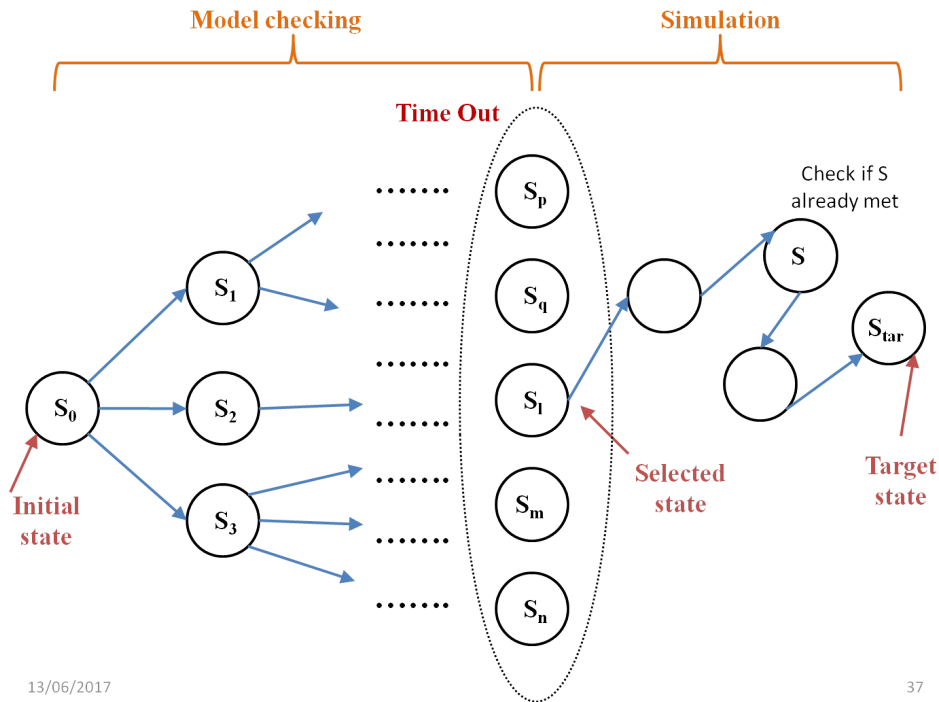 Model checking
Simulation
Time Out
.......
Sp
Check if S
already met
.......
S1
.......
Sq
S
Star
.......
S0
S2
Sl
.......
Selected
state
Target
state
Initial
state
S3
.......
Sm
.......
.......
Sn
13/06/2017
37